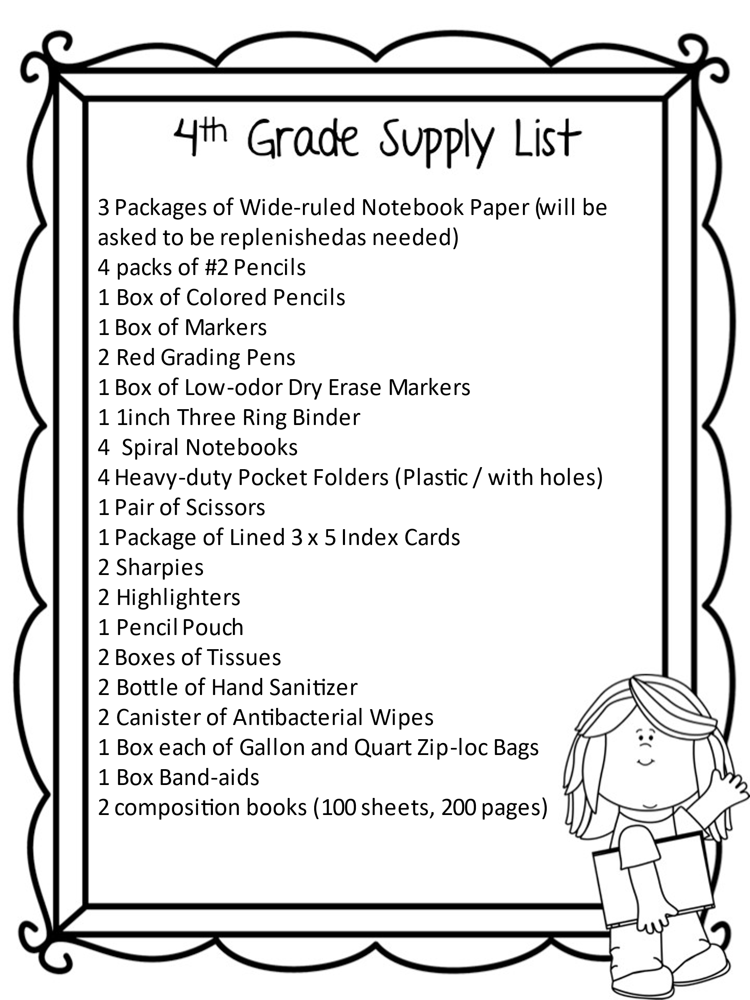 4th Grade Supply List
3 Packages of Wide-ruled Notebook Paper (will be
asked to be replenishedas needed)
4 packs of #2 Pencils
1 Box of Colored Pencils
1 Box of Markers
2 Red Grading Pens
1 Box of Low-odor Dry Erase Markers
1 1inch Three Ring Binder
4 Spiral Notebooks
4 Heavy-duty Pocket Folders (Plastic / with holes)
1 Pair of Scissors
1 Package of Lined 3 x 5 Index Cards
2 Sharpies
2 Highlighters
1 Pencil Pouch
2 Boxes of Tissues
2 Bottle of Hand Sanitizer
2 Canister of Antibacterial Wipes
1 Box each of Gallon and Quart Zip-loc Bags
1 Box Band-aids
2 composition books (100 sheets, 200 pages)